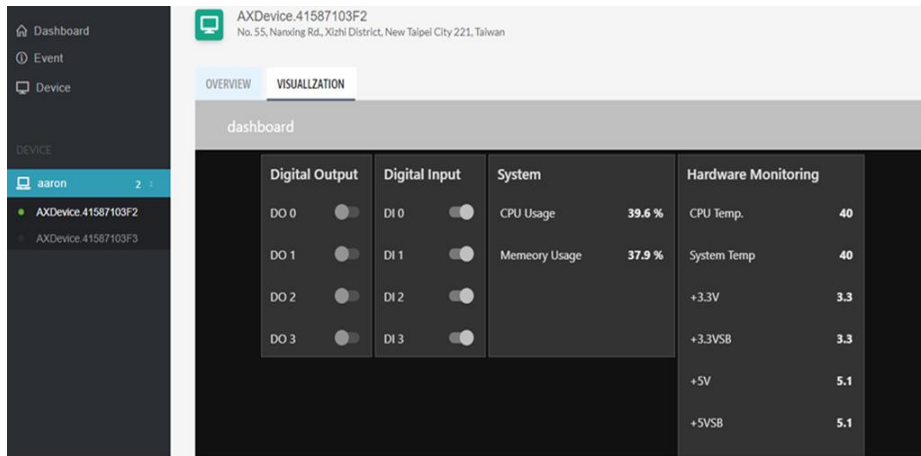 Dashboard
Event
Device
DEVICE
aaron 2
AXDevice.41587103F2
AXDevice.41587103F3
AXDevice.41587103F2
No. 55, Nanxing Rd., Xizhi District, New Taipei City 221, Taiwan
OVERVIEW VISUALLZATION
dashboard
Digital Output
DO 0
DO 1
DO 2
DO 3
Digital Input
DI 0
DI 1
DI 2
DI 3
System
CPU Usage 39.6 %
Memeory Usage 37.9 %
Hardware Monitoring
CPU Temp. 40
System Temp 40
+3.3V 3.3
+3.3VSB 3.3
+5V 5.1
+5VSB 5.1